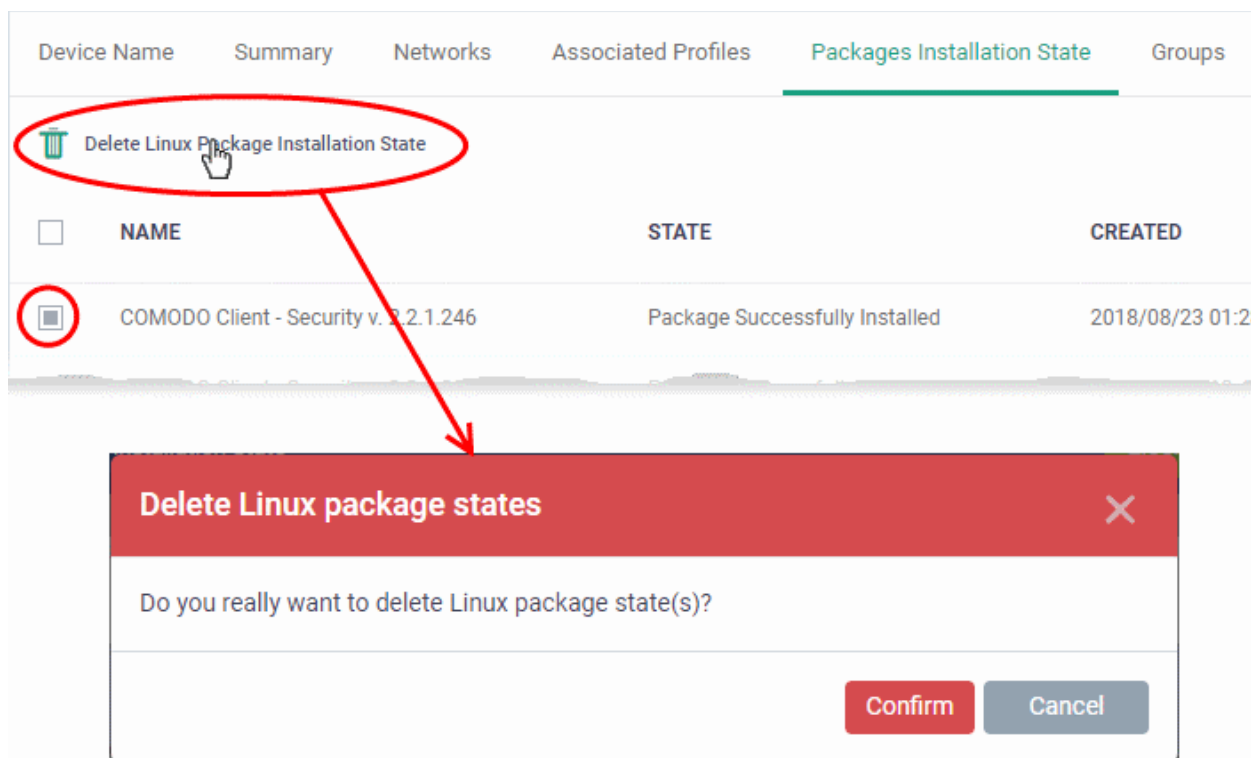 Device Name Summary Networks Associated Profiles Packages Installation State Groups
Delete Linux Package Installation State
NAME STATE CREATED
COMODO Client - Security v. 2.2.1.246 Package Successfully Installed 2018/08/23 01:2
Delete Linux package states
Do you really want to delete Linux package state(s)?
Confirm Cancel